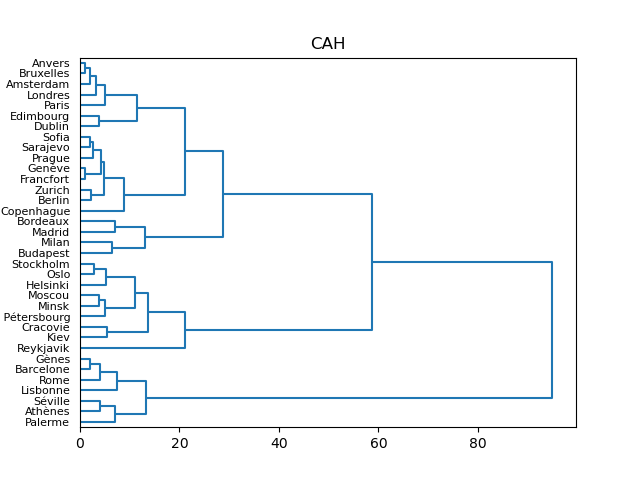 CAH
Anvers
Bruxelles
Amsterdam
Londres
Paris
Edimbourg
Dublin
Sofia
Sarajevo
Prague
Genève
Francfort
Zurich
Berlin
Copenhague
Bordeaux
Madrid
Milan
Budapest
Stockholm
Oslo
Helsinki
Moscou
Minsk
Pétersbourg
Cracovie
Kiev
Reykjavik
Gènes
Barcelone
Rome
Lisbonne
Séville
Athènes
Palerme
0 20 40 60 80